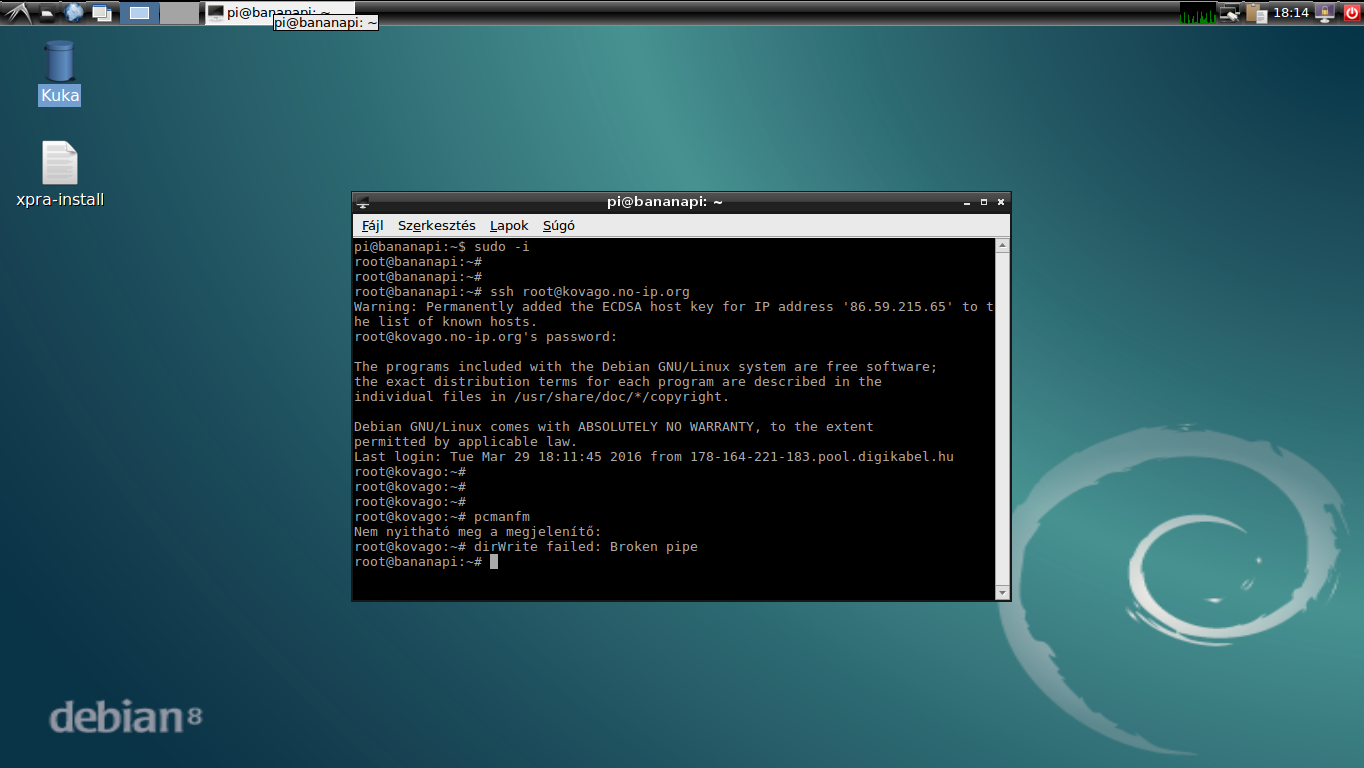 pi@bananapi: ~
18:14
pi@bananapi: ~
Kuka
xpra-install
pi@bananapi: ~
Fájl Szerkesztés Lapok Súgó
pi@bananapi:~$ sudo -i
root@bananapi:~#
root@bananapi:~#
root@bananapi:~# ssh root@kovago.no-ip.org
Warning: Permanently added the ECDSA host key for IP address '86.59.215.65' to t
he list of known hosts.
root@kovago.no-ip.org's password:
The programs included with the Debian GNU/Linux system are free software;
the exact distribution terms for each program are described in the
individual files in /usr/share/doc/*/copyright.
Debian GNU/Linux comes with ABSOLUTELY NO WARRANTY, to the extent
permitted by applicable law.
Last login: Tue Mar 29 18:11:45 2016 from 178-164-221-183.pool.digikabel.hu
root@kovago:~#
root@kovago:~#
root@kovago:~#
root@kovago:~# pcmanfm
Nem nyitható meg a megjelenítő:
root@kovago:~# dirWrite failed: Broken pipe
root@bananapi:~#
debian 8